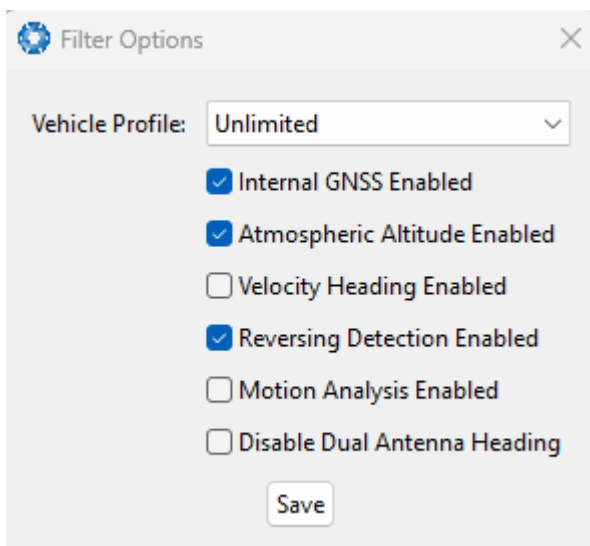 Filter Options
Vehicle Profile: Unlimited
Internal GNSS Enabled
Atmospheric Altitude Enabled
Velocity Heading Enabled
Reversing Detection Enabled
Motion Analysis Enabled
Disable Dual Antenna Heading
Save